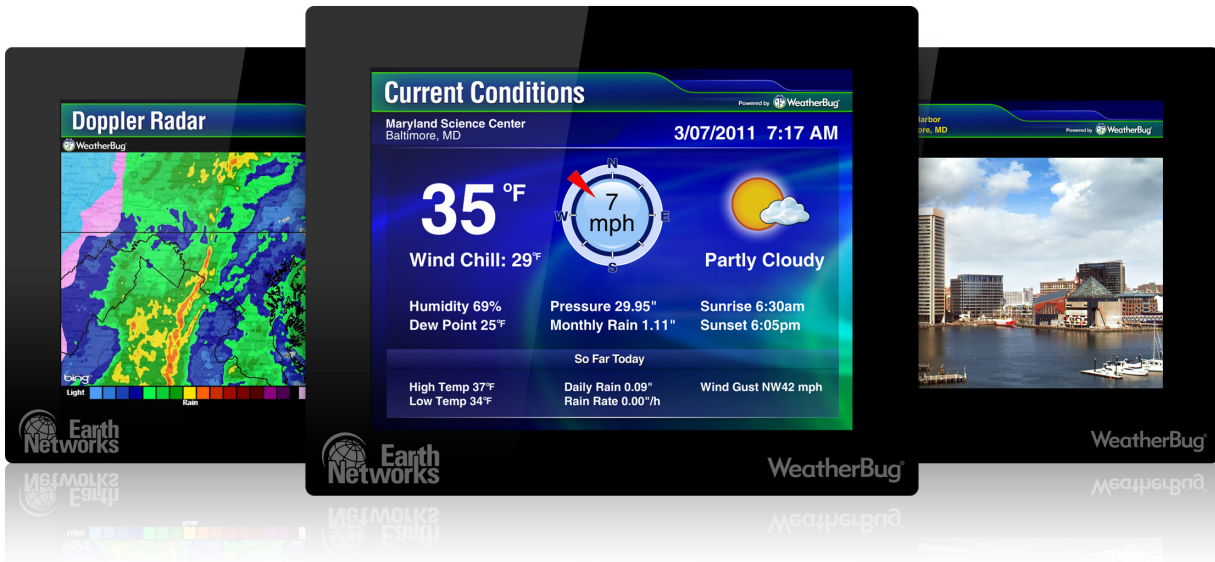 Doppler Radar
WeatherBug
bing
Light
Rain
Earth
Networks
Current Conditions
Powered by WeatherBug
Maryland Science Center
Baltimore, MD
3/07/2011 7:17 AM
35 °F
Wind Chill: 29°F
N
W
E
S
7
mph
Partly Cloudy
Humidity 69%
Pressure 29.95"
Sunrise 6:30am
Dew Point 25°F
Monthly Rain 1.11"
Sunset 6:05pm
So Far Today
High Temp 37°F
Daily Rain 0.09"
Wind Gust NW42 mph
Low Temp 34°F
Rain Rate 0.00"/h
Earth
Networks
WeatherBug
arbor
ore, MD
Powered by WeatherBug
WeatherBug